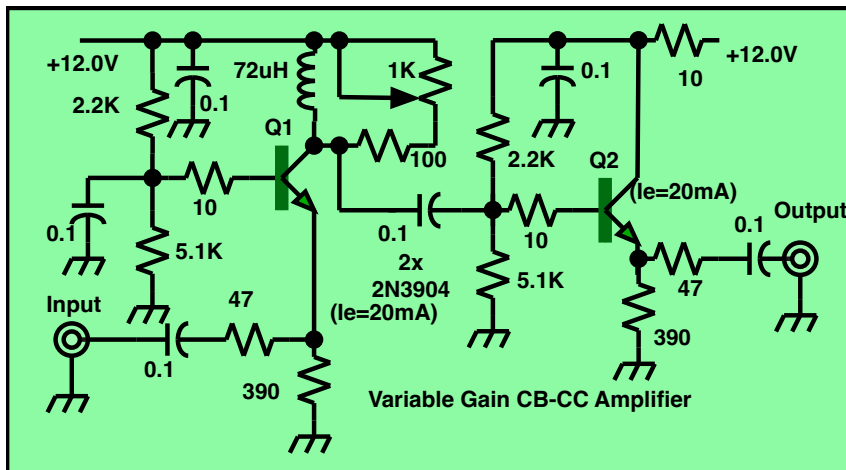 +12.0V
2.2K
0.1
72uH
1K
100
Q1
10
0.1
5.1K
Input
47
0.1
(Ie=20mA)
390
0.1
2x
2N3904
2.2K
0.1
10
+12.0V
Q2
(Ie=20mA)
10
5.1K
0.1
Output
47
390
Variable Gain CB-CC Amplifier